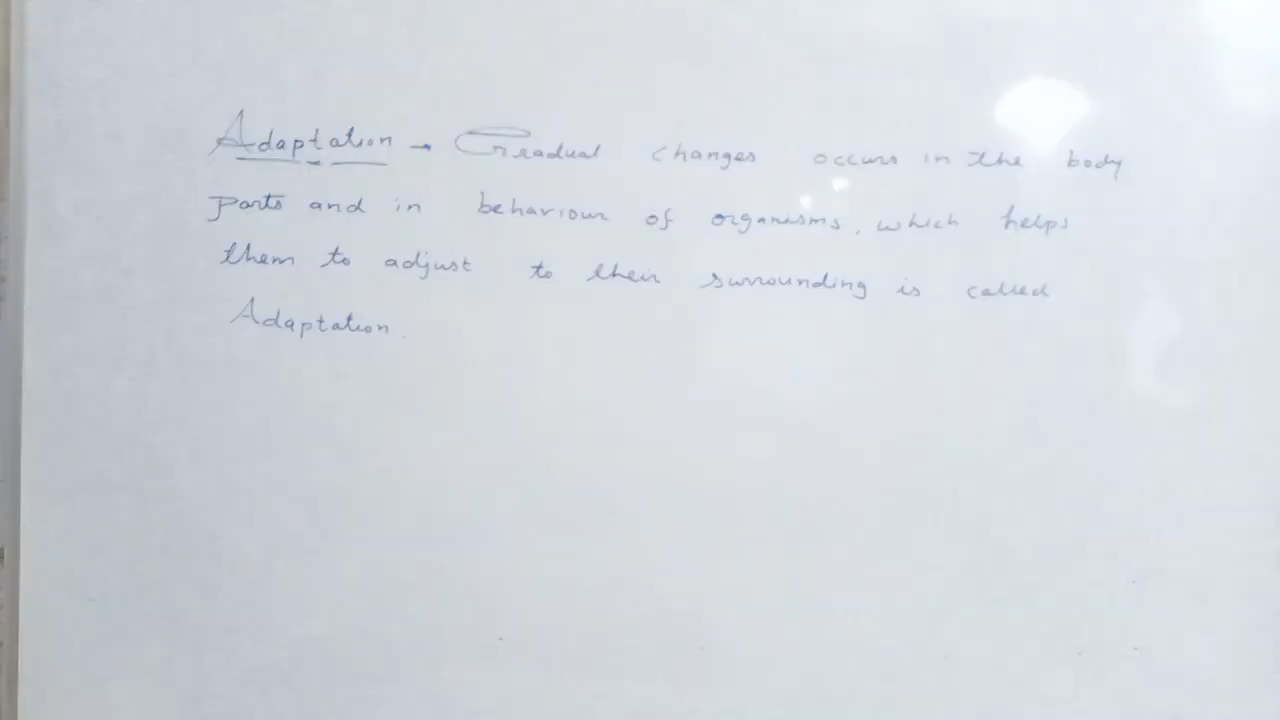 Adaptation → Gradual changes occurs in the body
parts and in behaviour of organisms, which helps
them to adjust to their surrounding is called
Adaptation.